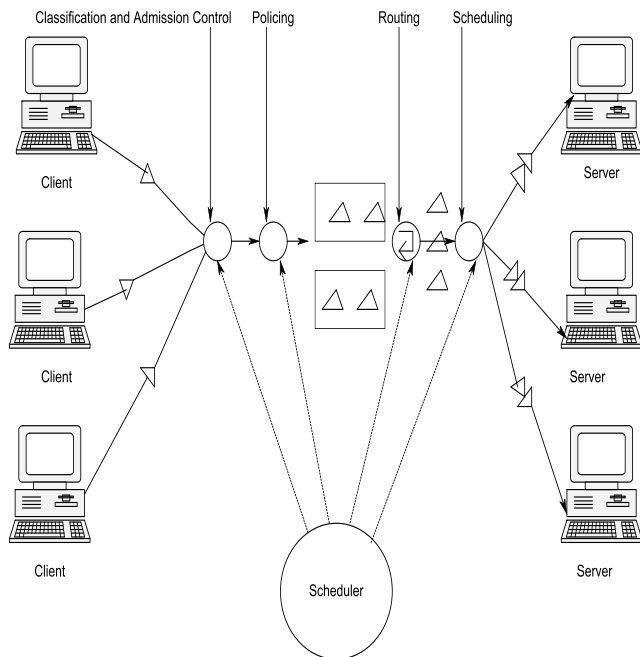 Classification and Admission Control
Policing
Routing
Scheduling
Client
Server
Client
Server
Client
Server
Scheduler